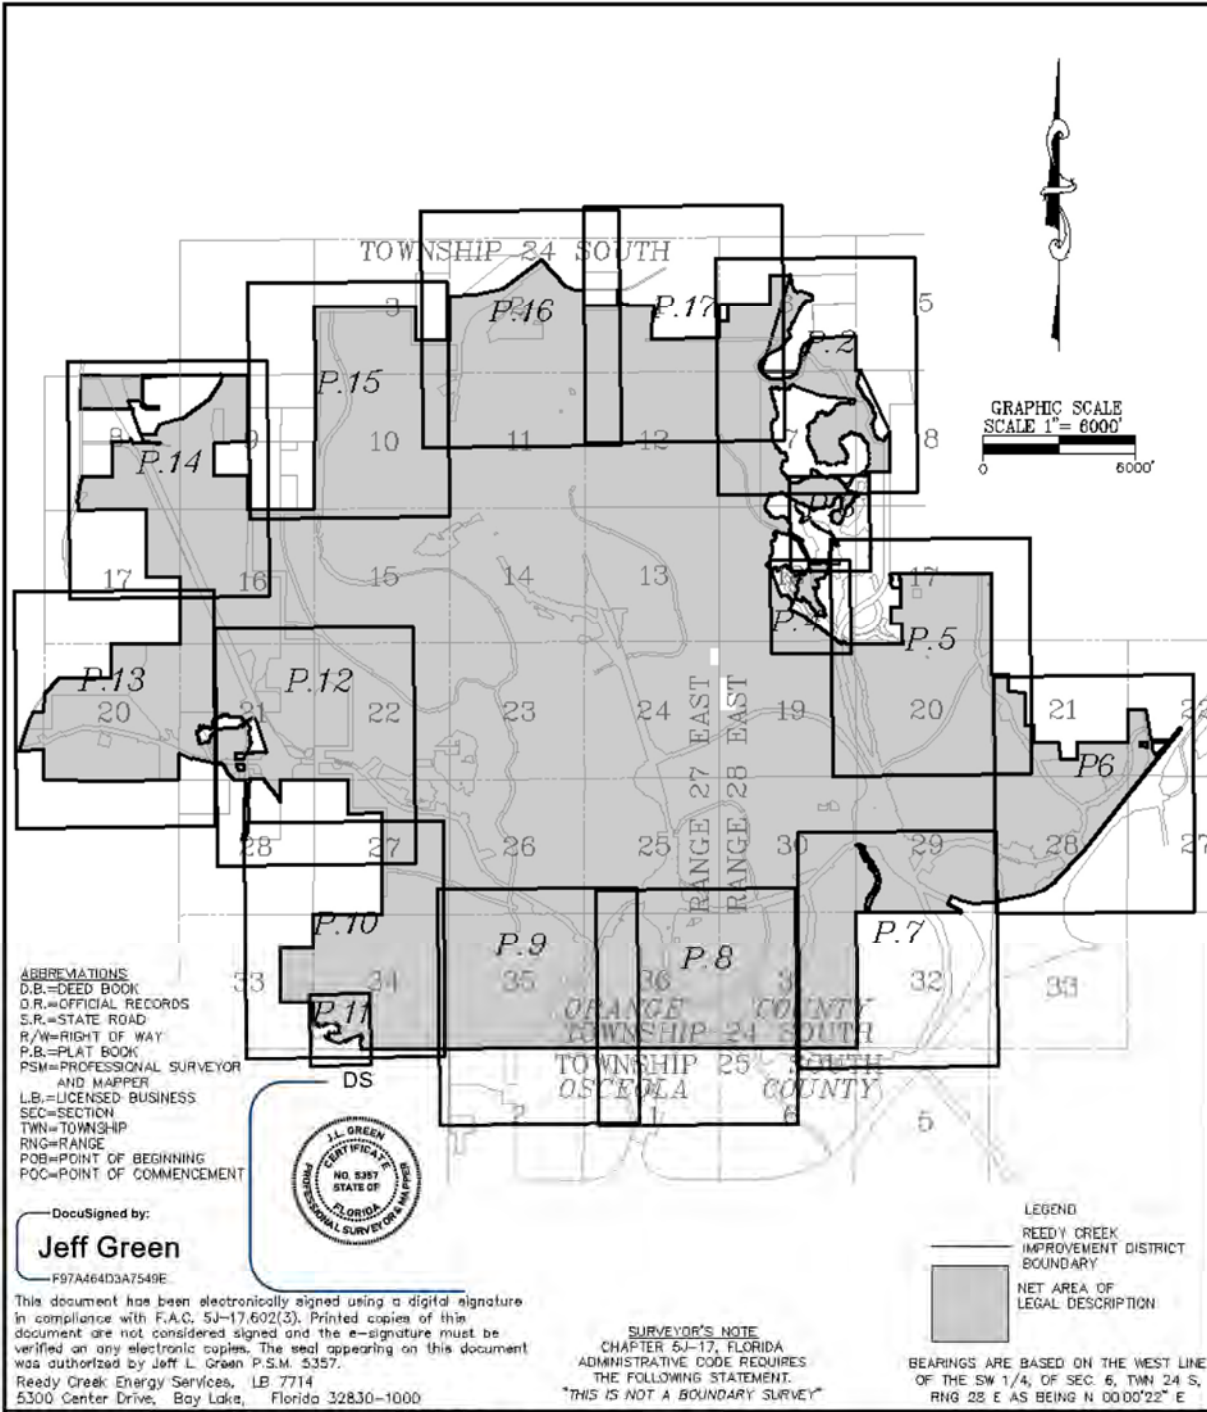 TOWNSHIP 24 SOUTH
3
2
P.16
P.17
6
5
P.2
P.15
GRAPHIC SCALE
SCALE 1"= 6000'
0
6000'
8
P.14
9
10
11
12
7
8
17
16
15
14
13
17
P.4
P.5
P.13
P.12
20
21
22
23
24
19
20
21
22
P6
RANGE 27 EAST
RANGE 28 EAST
28
27
26
25
30
29
28
27
P.10
P.9
P.8
P.7
33
34
35
36
32
33
P.11
ORANGE COUNTY
TOWNSHIP 24 SOUTH
TOWNSHIP 25 SOUTH
OSCEOLA COUNTY
2
1
6
5
ABBREVIATIONS
D.B.=DEED BOOK
O.R.=OFFICIAL RECORDS
S.R.=STATE ROAD
R/W=RIGHT OF WAY
P.B.=PLAT BOOK
PSM=PROFESSIONAL SURVEYOR
AND MAPPER
L.B.=LICENSED BUSINESS
SEC=SECTION
TWN=TOWNSHIP
RNG=RANGE
POB=POINT OF BEGINNING
POC=POINT OF COMMENCEMENT
DS
J.L. GREEN
CERTIFICATE
NO. 5357
STATE OF
FLORIDA
PROFESSIONAL SURVEYOR & MAPPER
DocuSigned by:
Jeff Green
F97A464D3A7549E
This document has been electronically signed using a digital signature
in compliance with F.A.C. 5J-17.602(3). Printed copies of this
document are not considered signed and the e-signature must be
verified on any electronic copies. The seal appearing on this document
was authorized by Jeff L. Green P.S.M. 5357.
Reedy Creek Energy Services, LB 7714
5300 Center Drive, Bay Lake, Florida 32830-1000
SURVEYOR'S NOTE
CHAPTER 5J-17, FLORIDA
ADMINISTRATIVE CODE REQUIRES
THE FOLLOWING STATEMENT.
"THIS IS NOT A BOUNDARY SURVEY"
LEGEND
REEDY CREEK
IMPROVEMENT DISTRICT
BOUNDARY
NET AREA OF
LEGAL DESCRIPTION
BEARINGS ARE BASED ON THE WEST LINE
OF THE SW 1/4, OF SEC. 6, TWN 24 S,
RNG 28 E AS BEING N 00°00'22" E